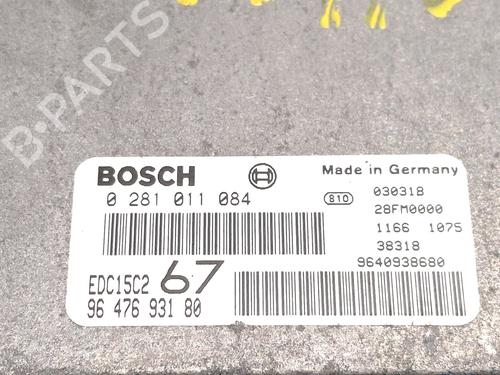 B-PARTS
BOSCH
Made in Germany
0 281 011 084
810
030318
28FM0000
1166 1075
38318
9640938680
EDC15C2 67
96 476 931 80